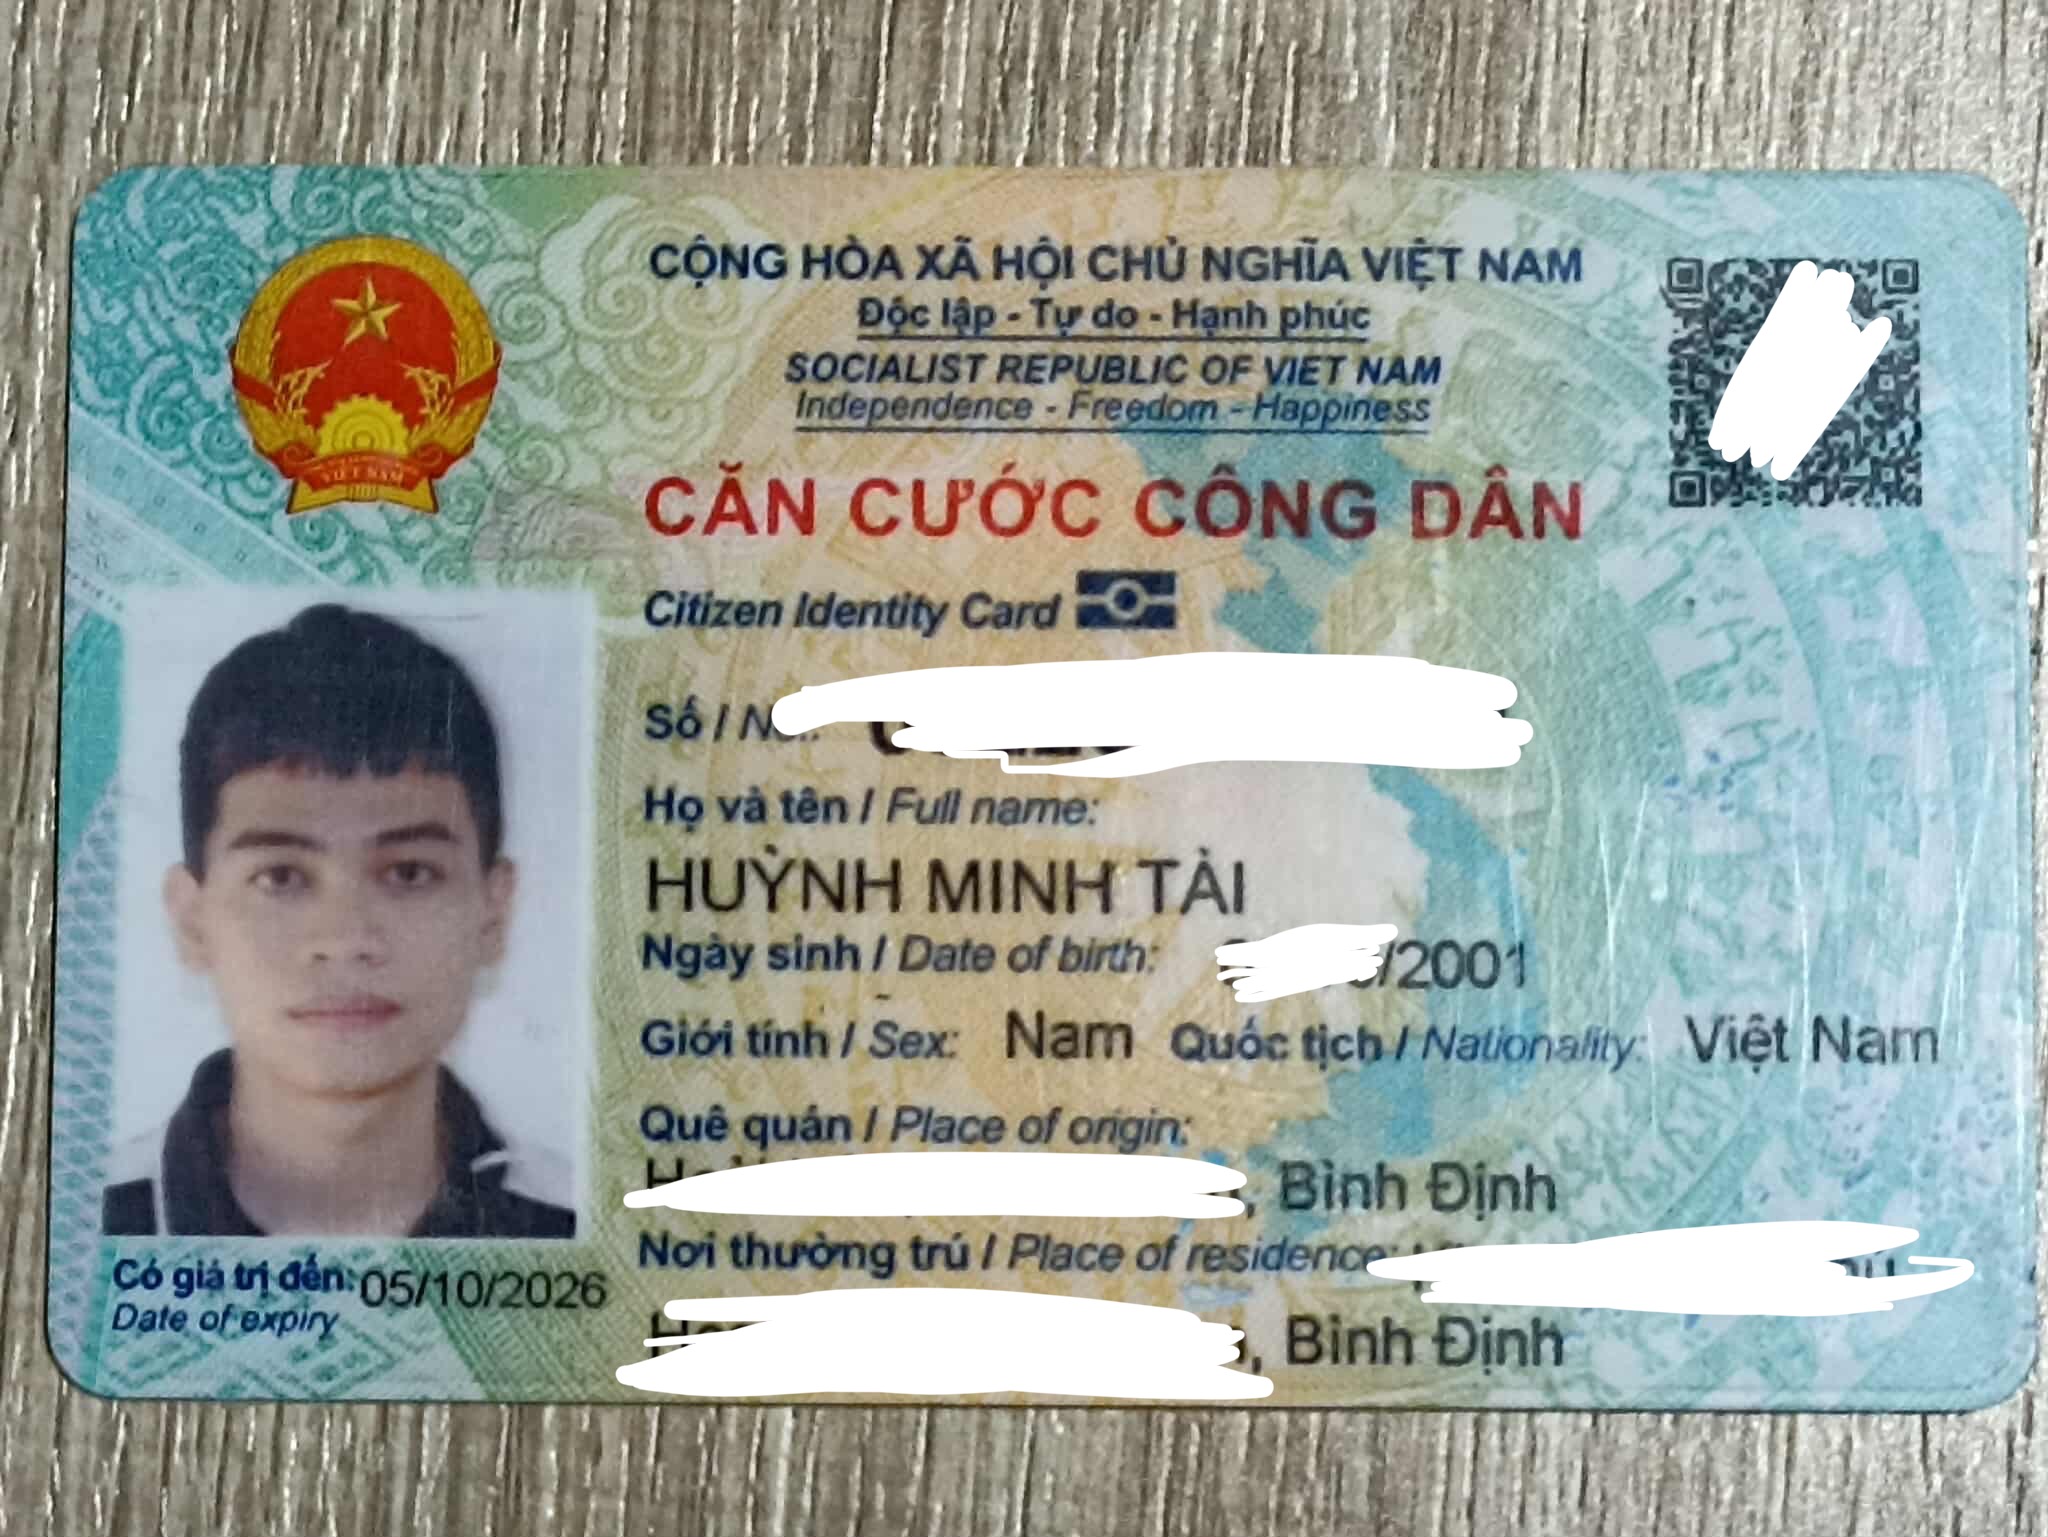 CỘNG HÒA XÃ HỘI CHỦ NGHĨA VIỆT NAM
Độc lập - Tự do - Hạnh phúc
SOCIALIST REPUBLIC OF VIET NAM
Independence - Freedom - Happiness
VIỆT NAM
CĂN CƯỚC CÔNG DÂN
Citizen Identity Card
Số / No.:
Họ và tên / Full name:
HUỲNH MINH TÀI
Ngày sinh / Date of birth: /2001
Giới tính / Sex: Nam Quốc tịch / Nationality: Việt Nam
Quê quán / Place of origin:
, Bình Định
Nơi thường trú / Place of residence:
, Bình Định
Có giá trị đến: 05/10/2026
Date of expiry